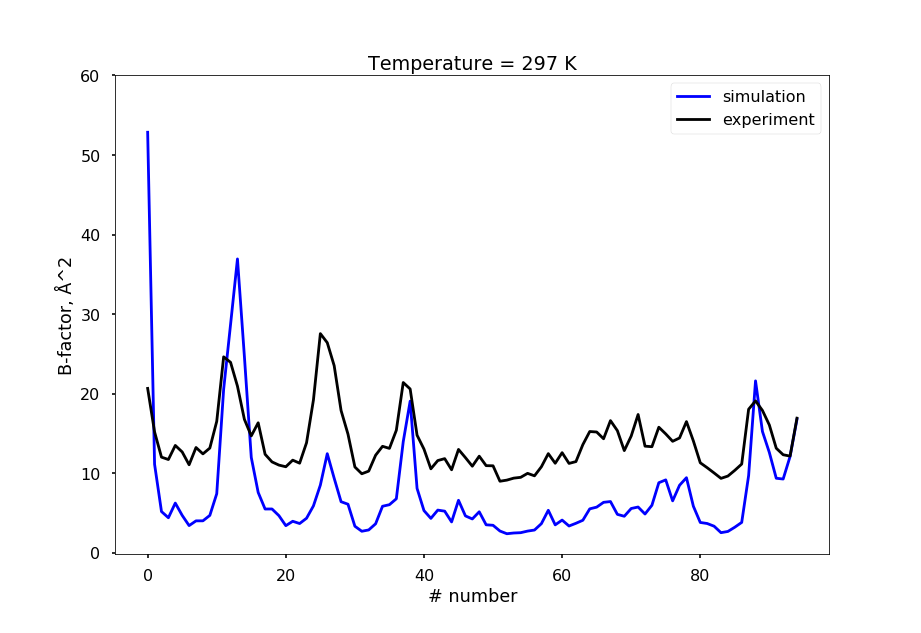 Temperature = 297 K
simulation
experiment
B-factor, Å^2
60
50
40
30
20
10
0
0 20 40 60 80
# number